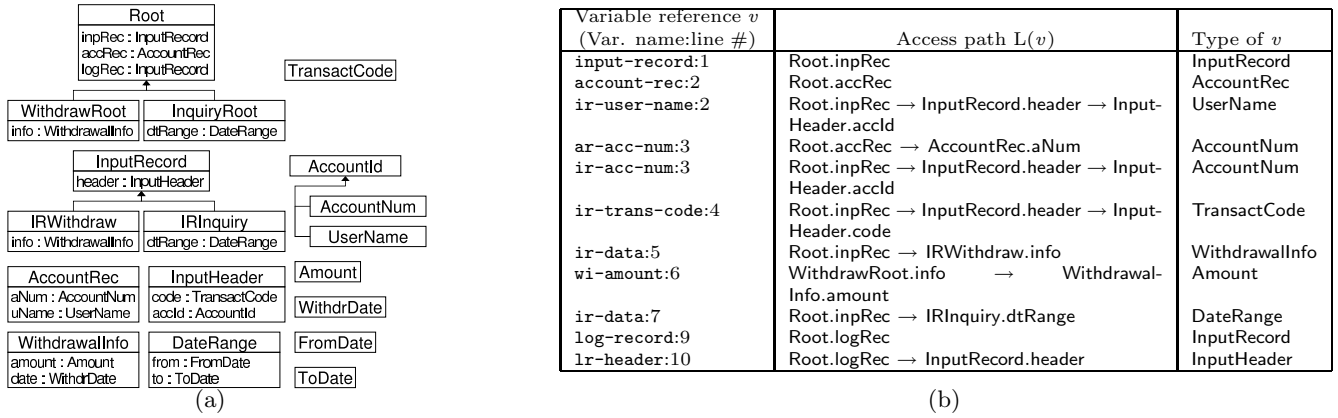 Root
inpRec : InputRecord
accRec : AccountRec
logRec : InputRecord
TransactCode
WithdrawRoot
info : WithdrawalInfo
InquiryRoot
dtRange : DateRange
InputRecord
header : InputHeader
AccountId
IRWithdraw
info : WithdrawalInfo
IRInquiry
dtRange : DateRange
AccountNum
UserName
AccountRec
aNum : AccountNum
uName : UserName
InputHeader
code : TransactCode
accId : AccountId
Amount
WithdrDate
WithdrawalInfo
amount : Amount
date : WithdrDate
DateRange
from : FromDate
to : ToDate
FromDate
ToDate
(a)
Variable reference v
(Var. name:line #) Access path L(v) Type of v
input-record:1 Root.inpRec InputRecord
account-rec:2 Root.accRec AccountRec
ir-user-name:2 Root.inpRec → InputRecord.header → Input- UserName
Header.accId
ar-acc-num:3 Root.accRec → AccountRec.aNum AccountNum
ir-acc-num:3 Root.inpRec → InputRecord.header → Input- AccountNum
Header.accId
ir-trans-code:4 Root.inpRec → InputRecord.header → Input- TransactCode
Header.code
ir-data:5 Root.inpRec → IRWithdraw.info WithdrawalInfo
wi-amount:6 WithdrawRoot.info → Withdrawal- Amount
Info.amount
ir-data:7 Root.inpRec → IRInquiry.dtRange DateRange
log-record:9 Root.logRec InputRecord
lr-header:10 Root.logRec → InputRecord.header InputHeader
(b)